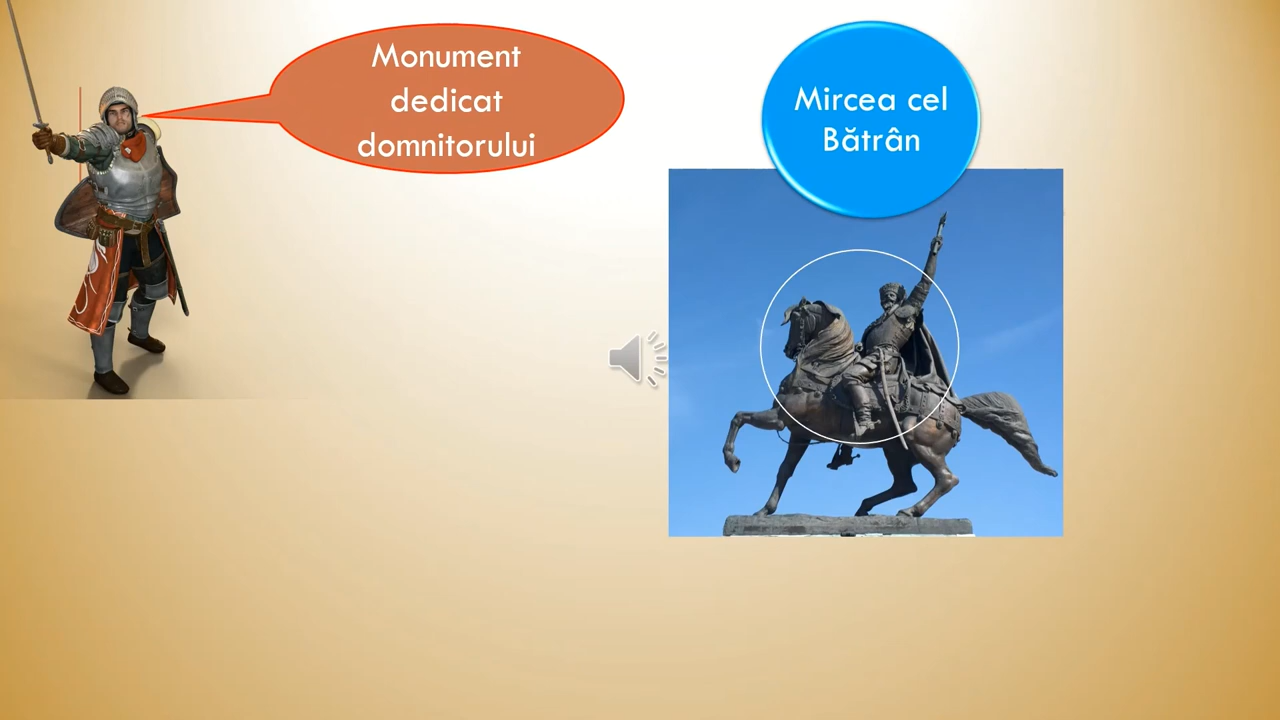 Monument
dedicat
domnitorului
Mircea cel
Bătrân